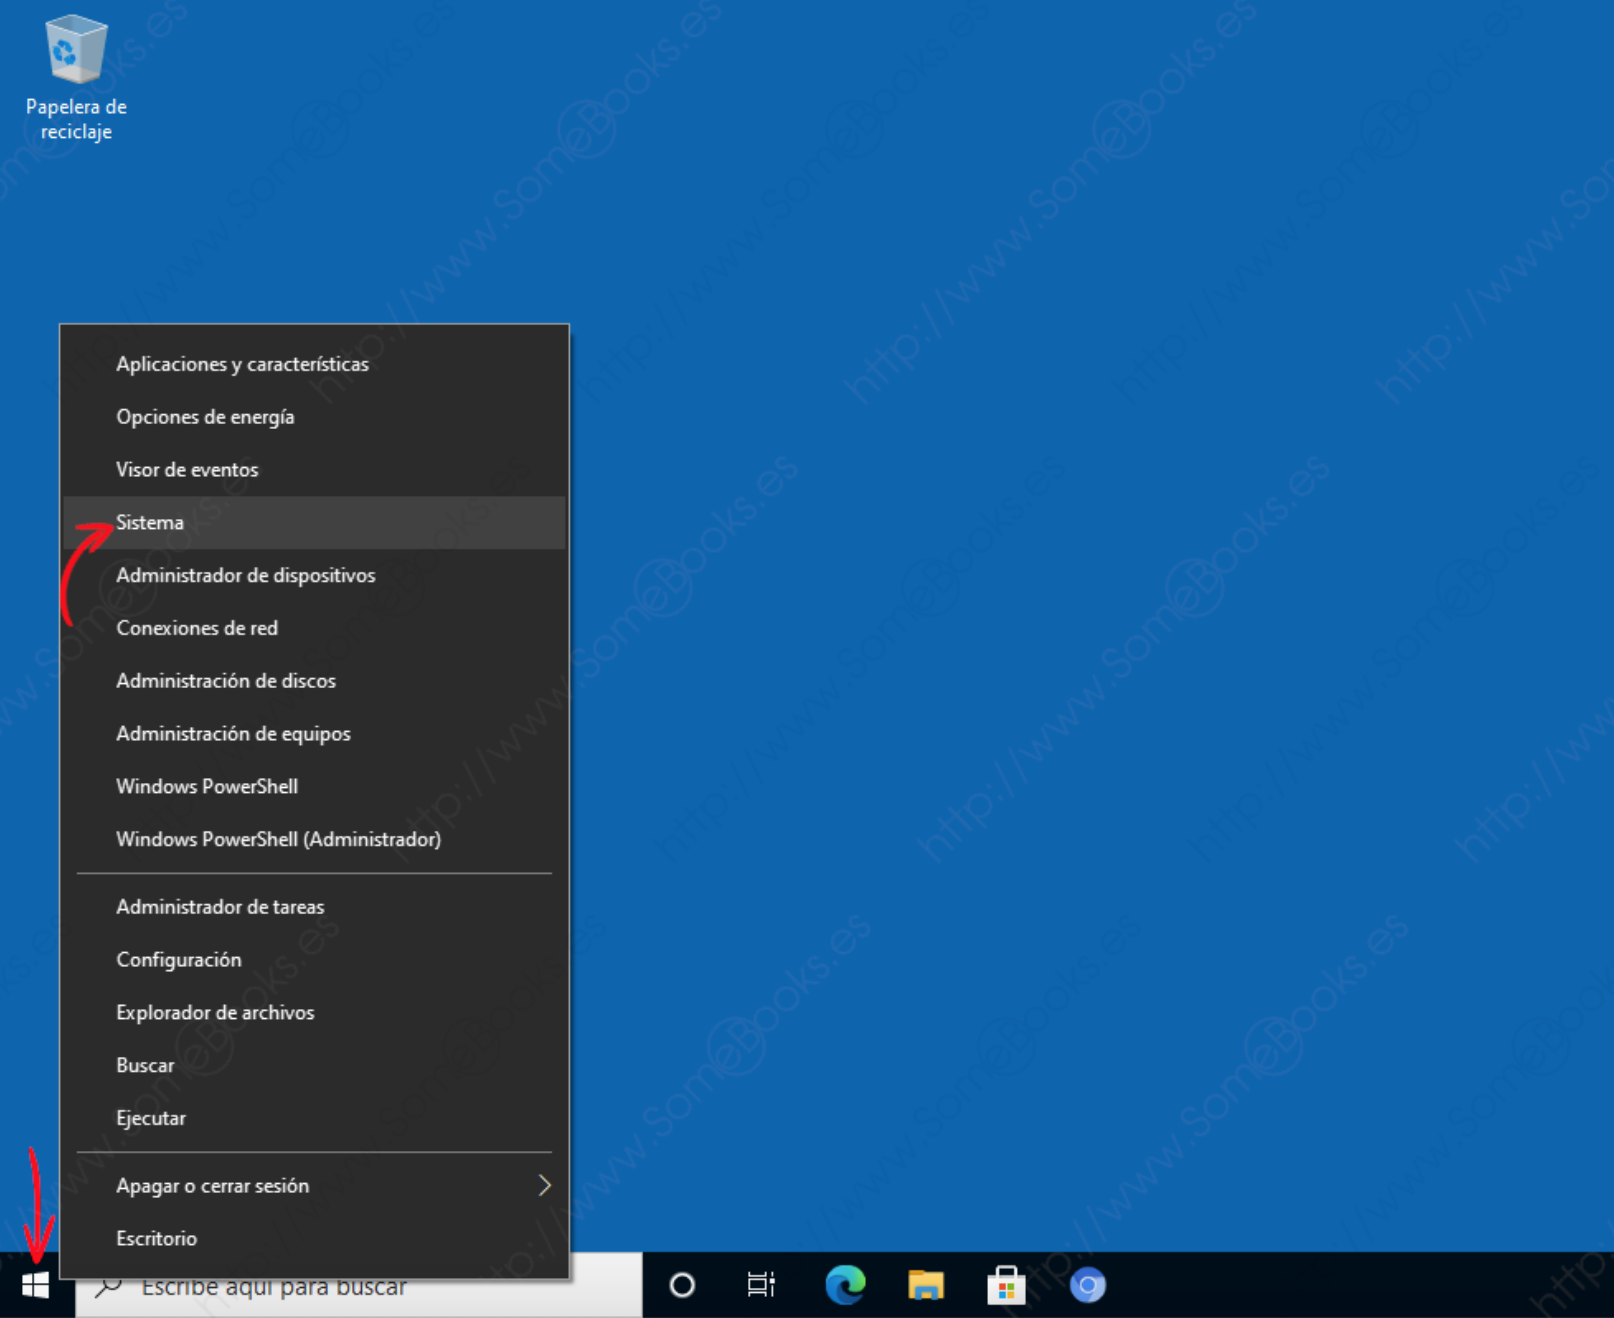 Papelera de
reciclaje
Aplicaciones y características
Opciones de energía
Visor de eventos
Sistema
Administrador de dispositivos
Conexiones de red
Administración de discos
Administración de equipos
Windows PowerShell
Windows PowerShell (Administrador)
Administrador de tareas
Configuración
Explorador de archivos
Buscar
Ejecutar
Apagar o cerrar sesión
Escritorio
Escribe aquí para buscar
http://www.SomeBooks.es